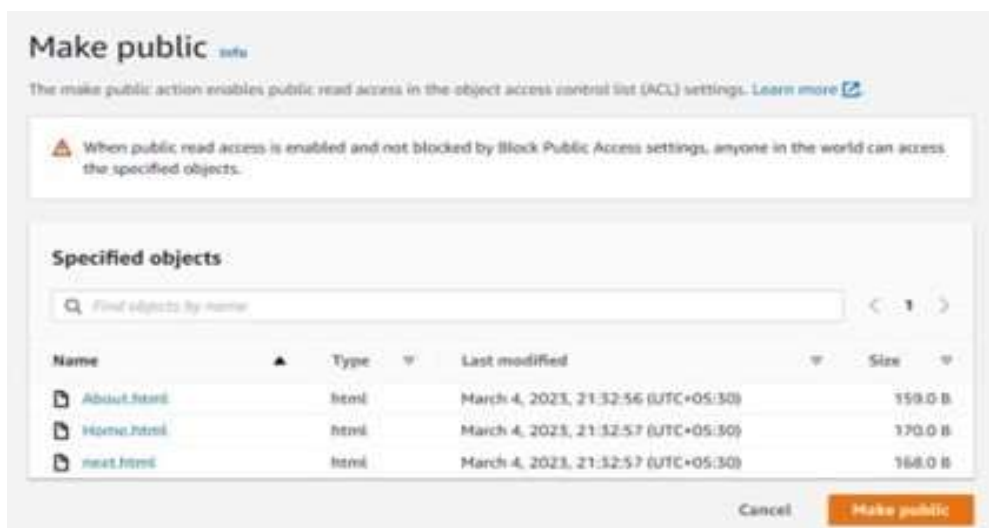 Make public Info
The make public action enables public read access in the object access control list (ACL) settings. Learn more
When public read access is enabled and not blocked by Block Public Access settings, anyone in the world can access
the specified objects.
Specified objects
Find objects by name
1
Name Type Last modified Size
About.html html March 4, 2023, 21:32:56 (UTC+05:30) 159.0 B
Home.html html March 4, 2023, 21:32:57 (UTC+05:30) 170.0 B
next.html html March 4, 2023, 21:32:57 (UTC+05:30) 168.0 B
Cancel Make public